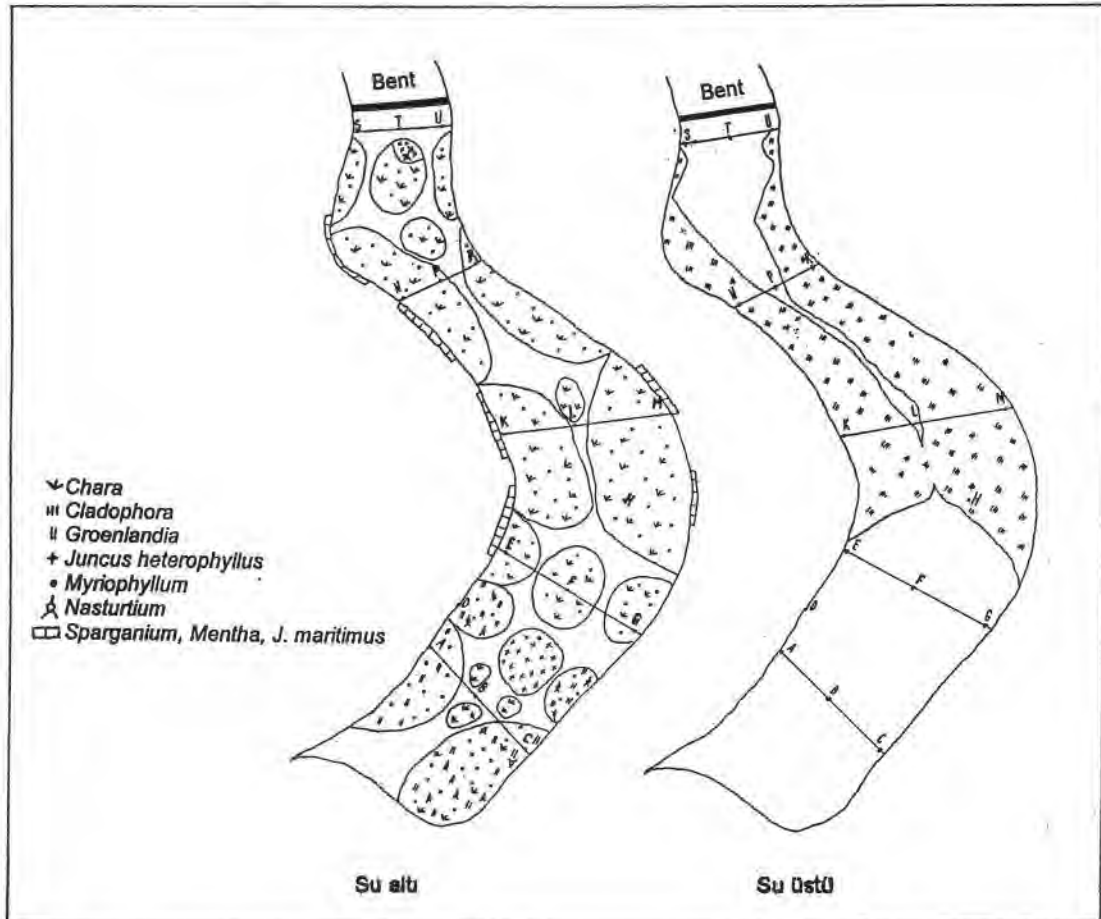 Bent
S T U
P R
N
K L M
H
E F G
D
A B C
Chara
Cladophora
Groenlandia
Juncus heterophyllus
Myriophyllum
Nasturtium
Sparganium, Mentha, J. maritimus
Su altı
Bent
S T U
P
N
K L M
H
E F G
D
A B C
Su üstü